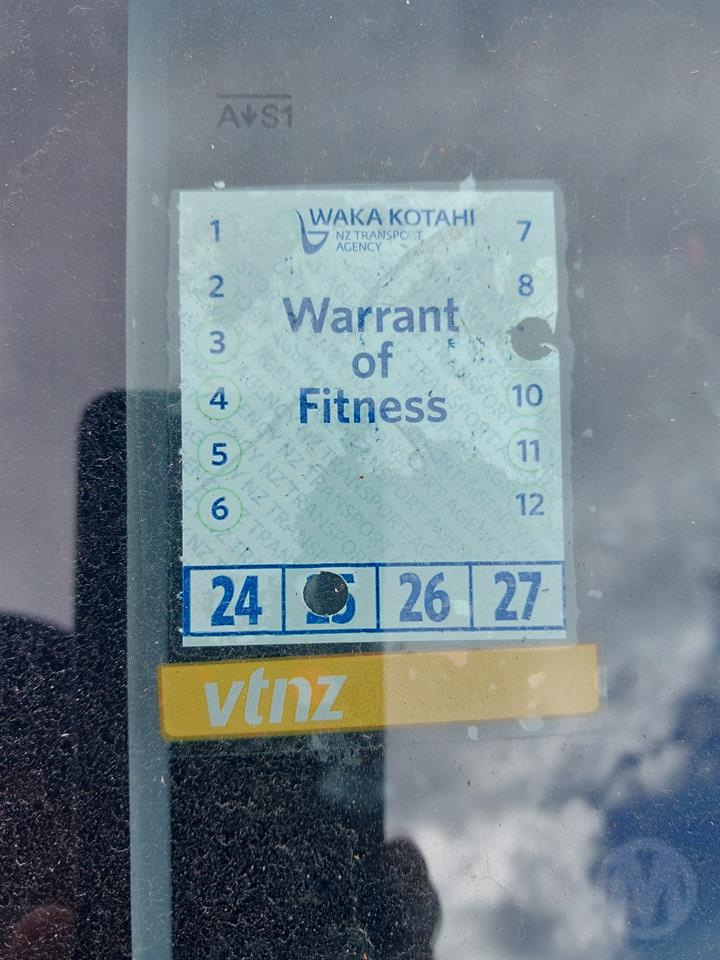 A↓S1
WAKA KOTAHI
NZ TRANSPORT
AGENCY
1
7
2
8
Warrant
of
Fitness
3
4
10
5
11
6
12
24
26
27
vtnz
M